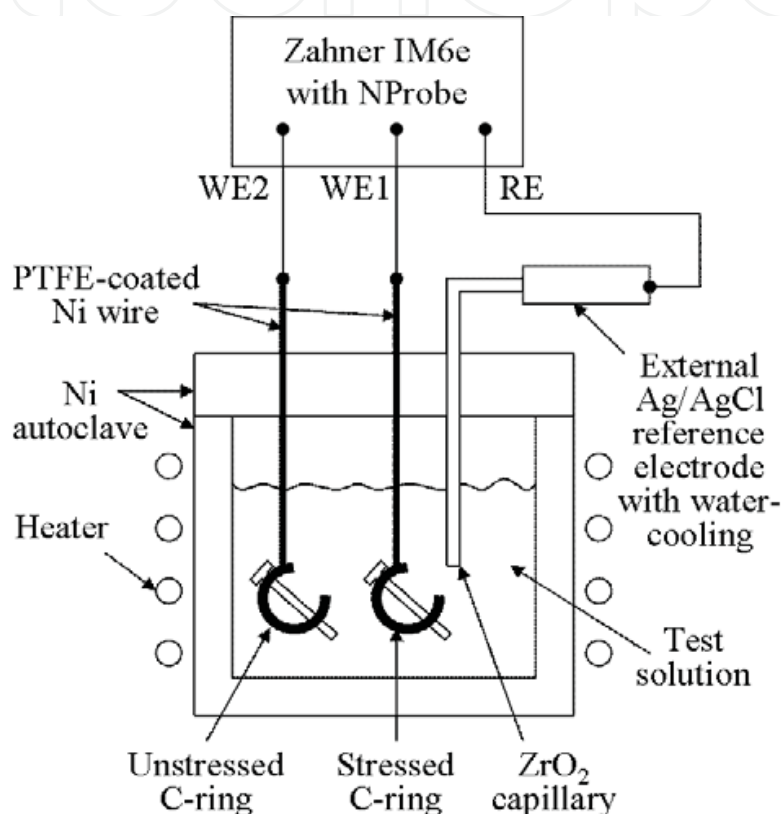 Zahner IM6e
with NProbe
WE2
WE1
RE
PTFE-coated
Ni wire
Ni
autoclave
External
Ag/AgCl
reference
electrode
with water-
cooling
Heater
Test
solution
Unstressed
C-ring
Stressed
C-ring
ZrO₂
capillary